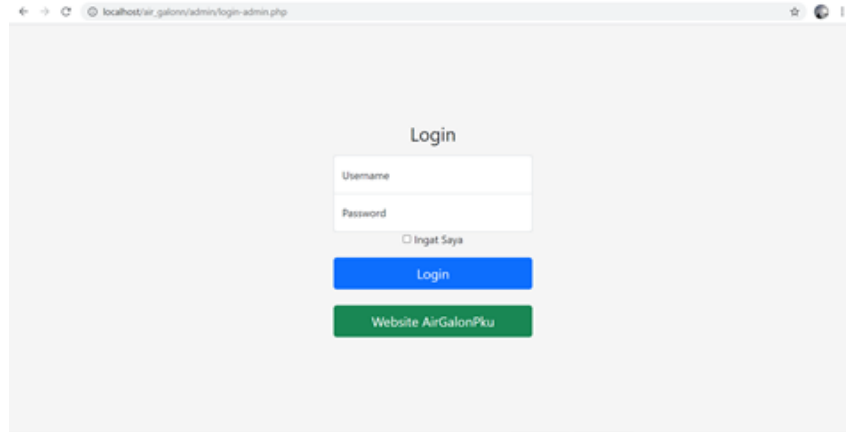 localhost/air_galonn/admin/login-admin.php
Login
Username
Password
Ingat Saya
Login
Website AirGalonPku